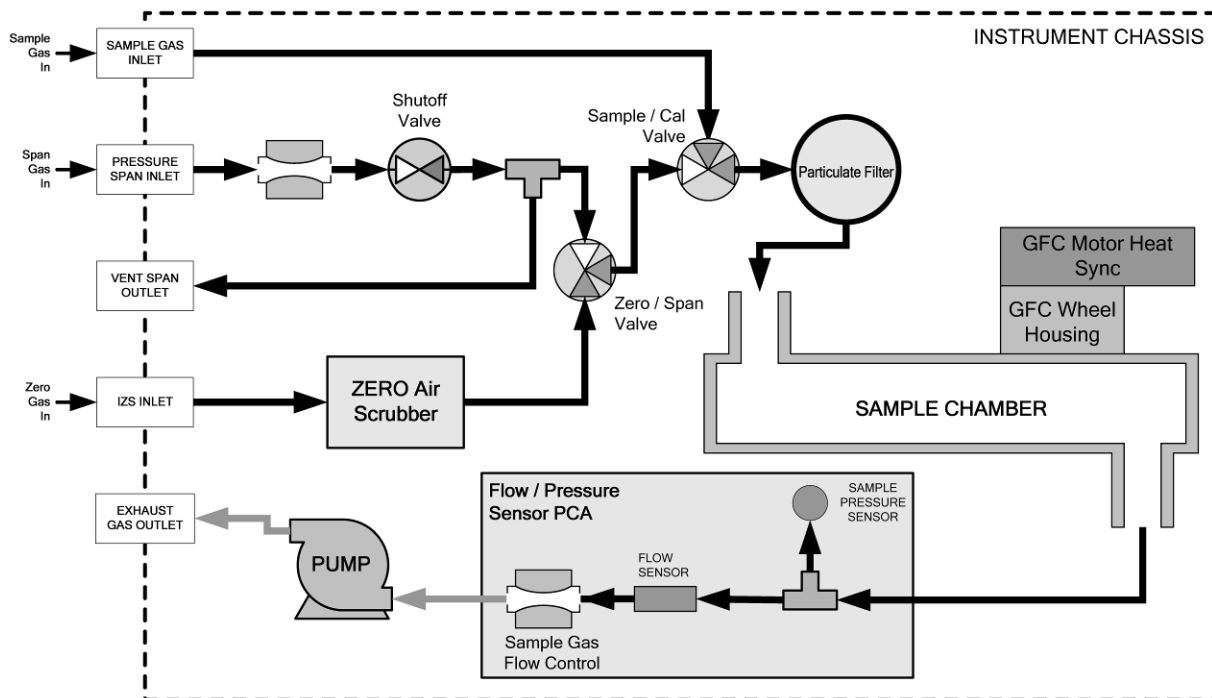 INSTRUMENT CHASSIS
Sample
Gas
In
SAMPLE GAS
INLET
Shutoff
Valve
Sample / Cal
Valve
Span
Gas
In
PRESSURE
SPAN INLET
Particulate Filter
VENT SPAN
OUTLET
Zero / Span
Valve
GFC Motor Heat
Sync
GFC Wheel
Housing
Zero
Gas
In
IZS INLET
ZERO Air
Scrubber
SAMPLE CHAMBER
EXHAUST
GAS OUTLET
PUMP
Flow / Pressure
Sensor PCA
SAMPLE
PRESSURE
SENSOR
FLOW
SENSOR
Sample Gas
Flow Control